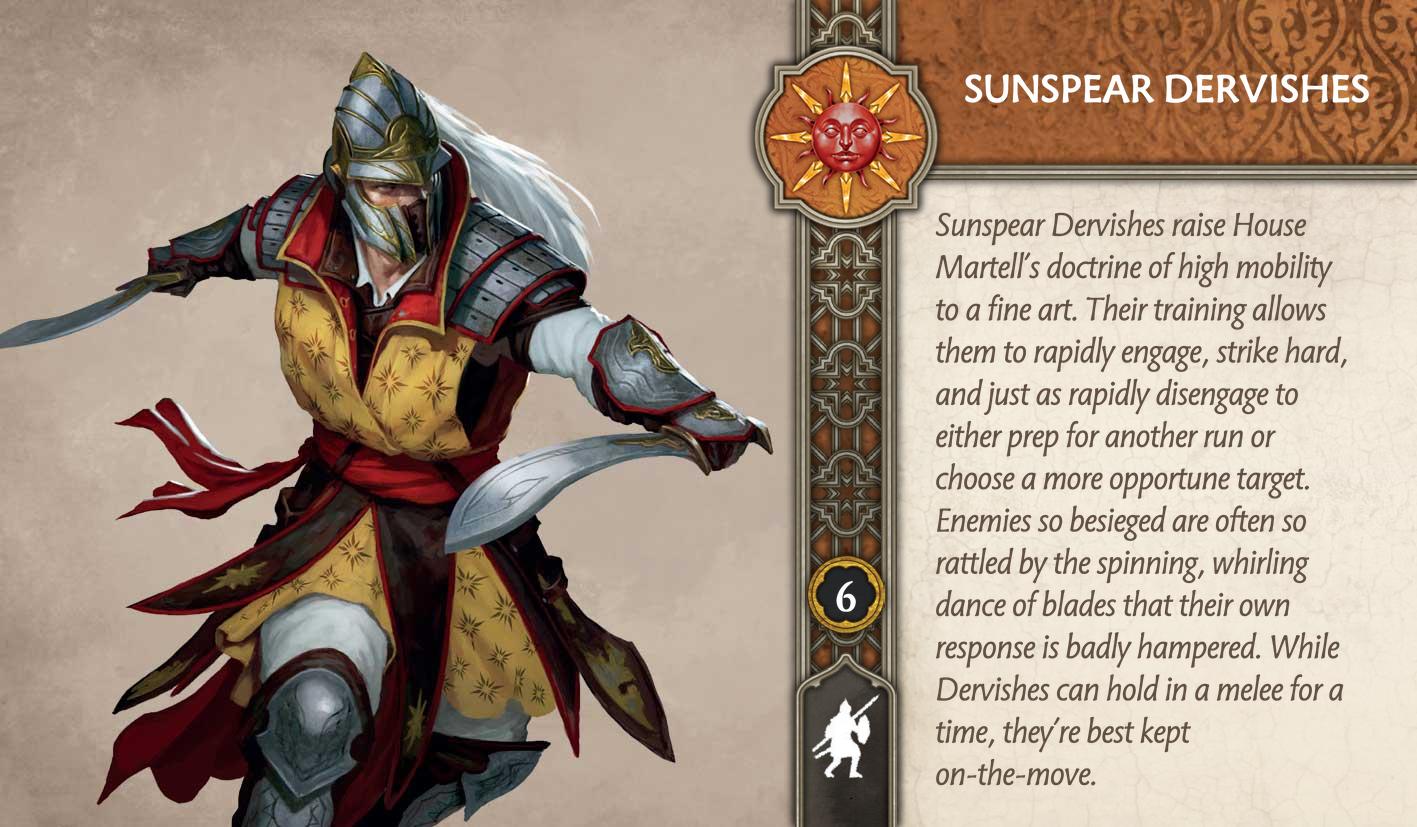 SUNSPEAR DERVISHES
Sunspear Dervishes raise House
Martell's doctrine of high mobility
to a fine art. Their training allows
them to rapidly engage, strike hard,
and just as rapidly disengage to
either prep for another run or
choose a more opportune target.
Enemies so besieged are often so
rattled by the spinning, whirling
dance of blades that their own
response is badly hampered. While
Dervishes can hold in a melee for a
time, they're best kept
on-the-move.
6